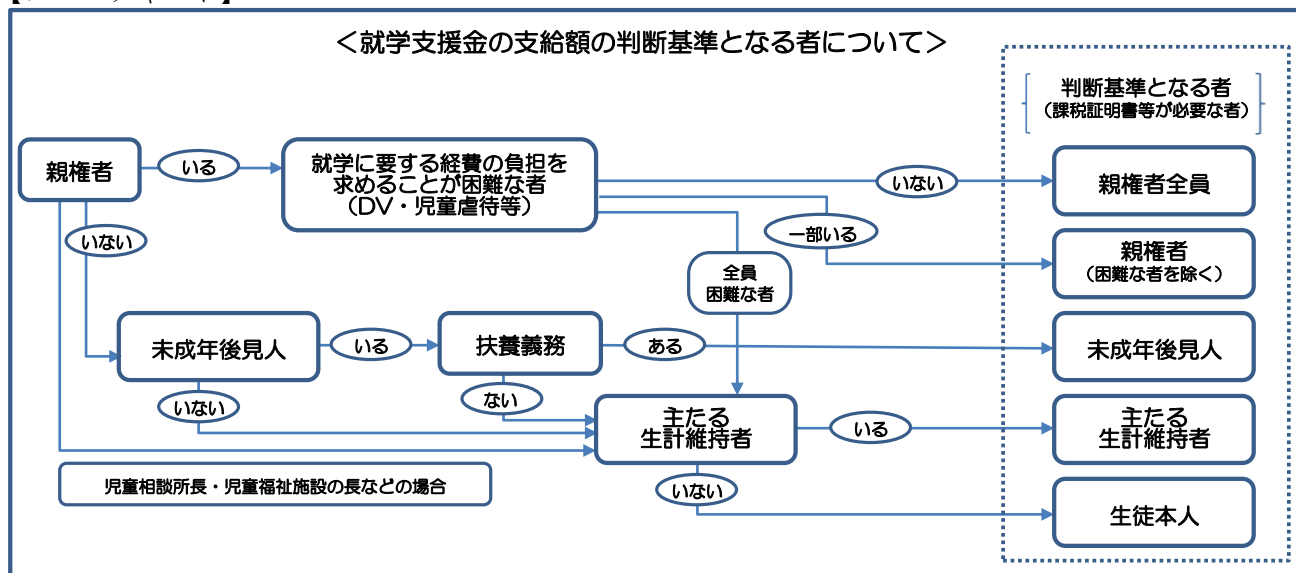 ＜就学支援金の支給額の判断基準となる者について＞
判断基準となる者
（課税証明書等が必要な者）
親権者
いる
就学に要する経費の負担を
求めることが困難な者
（DV・児童虐待等）
いない
親権者全員
いない
一部いる
親権者
（困難な者を除く）
全員
困難な者
未成年後見人
いる
扶養義務
ある
未成年後見人
いない
ない
主たる
生計維持者
いる
主たる
生計維持者
児童相談所長・児童福祉施設の長などの場合
いない
生徒本人